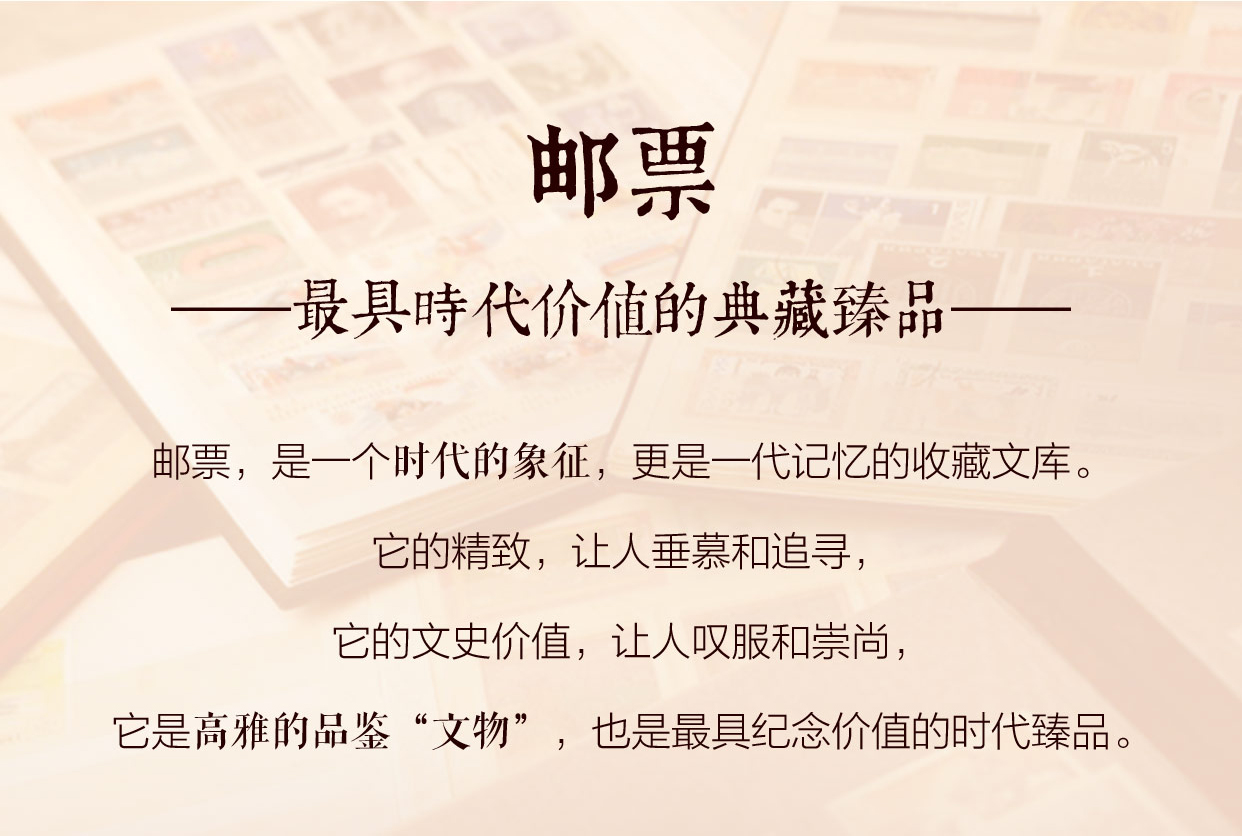 邮票
——最具時代价值的典藏臻品——
邮票，是一个时代的象征，更是一代记忆的收藏文库。
它的精致，让人垂慕和追寻，
它的文史价值，让人叹服和崇尚，
它是高雅的品鉴“文物”，也是最具纪念价值的时代臻品。